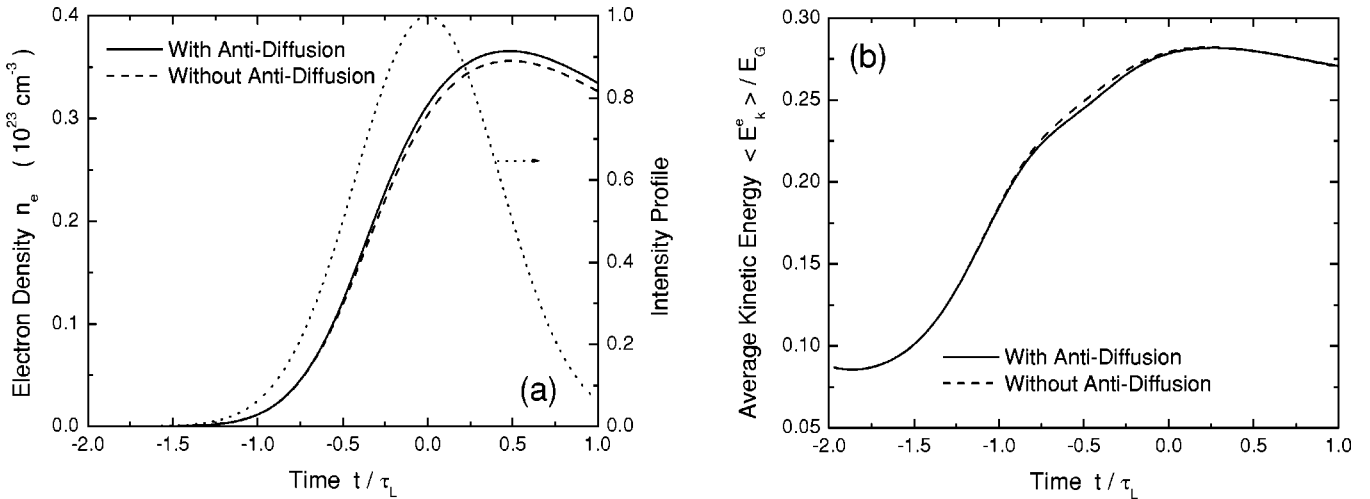 0.4
0.3
0.2
0.1
0.0
Electron Density n_e ( 10^23 cm^-3 )
With Anti-Diffusion
Without Anti-Diffusion
(a)
1.0
0.8
0.6
0.4
0.2
0.0
Intensity Profile
-2.0 -1.5 -1.0 -0.5 0.0 0.5 1.0
Time t / τ_L
0.30
0.25
0.20
0.15
0.10
0.05
Average Kinetic Energy < E_k^e > / E_G
(b)
With Anti-Diffusion
Without Anti-Diffusion
-2.0 -1.5 -1.0 -0.5 0.0 0.5 1.0
Time t / τ_L